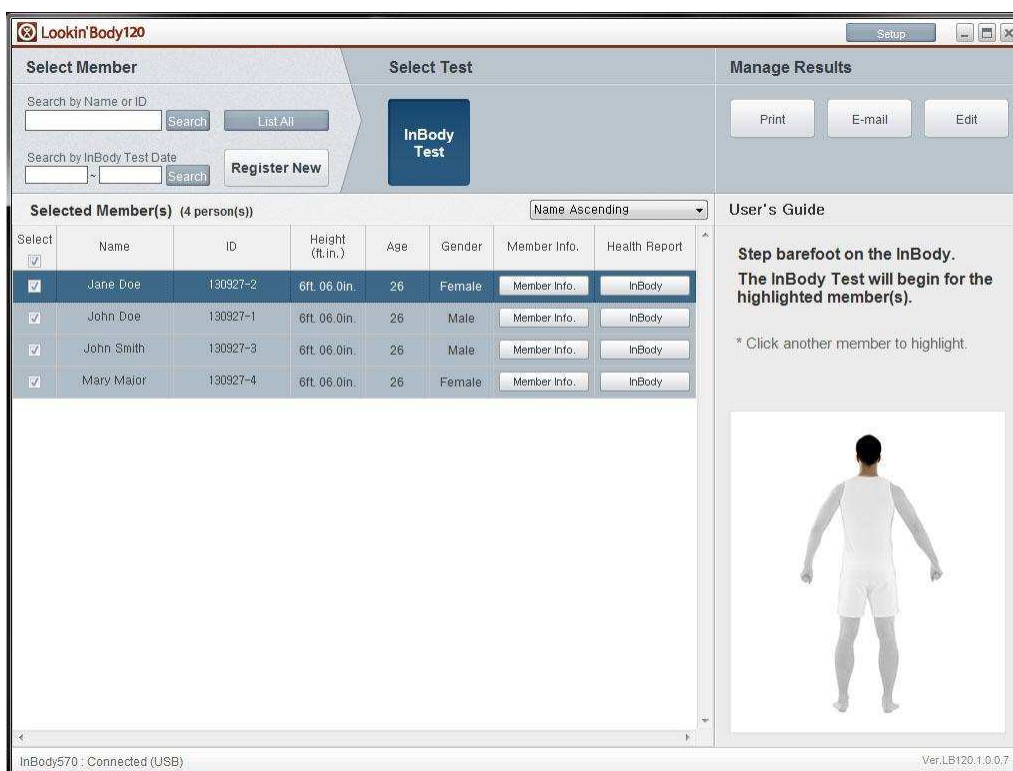 Lookin'Body120
Setup
Select Member
Select Test
Manage Results
Search by Name or ID
Search
List All
Search by InBody Test Date
~
Search
Register New
InBody
Test
Print
E-mail
Edit
Selected Member(s) (4 person(s))
Name Ascending
Select
Name
ID
Height
(ft.in.)
Age
Gender
Member Info.
Health Report
Jane Doe 130927-2 6ft. 06.0in. 26 Female Member Info. InBody
John Doe 130927-1 6ft. 06.0in. 26 Male Member Info. InBody
John Smith 130927-3 6ft. 06.0in. 26 Male Member Info. InBody
Mary Major 130927-4 6ft. 06.0in. 26 Female Member Info. InBody
User's Guide
Step barefoot on the InBody.
The InBody Test will begin for the
highlighted member(s).
* Click another member to highlight.
InBody570 : Connected (USB)
Ver.LB120.1.0.0.7